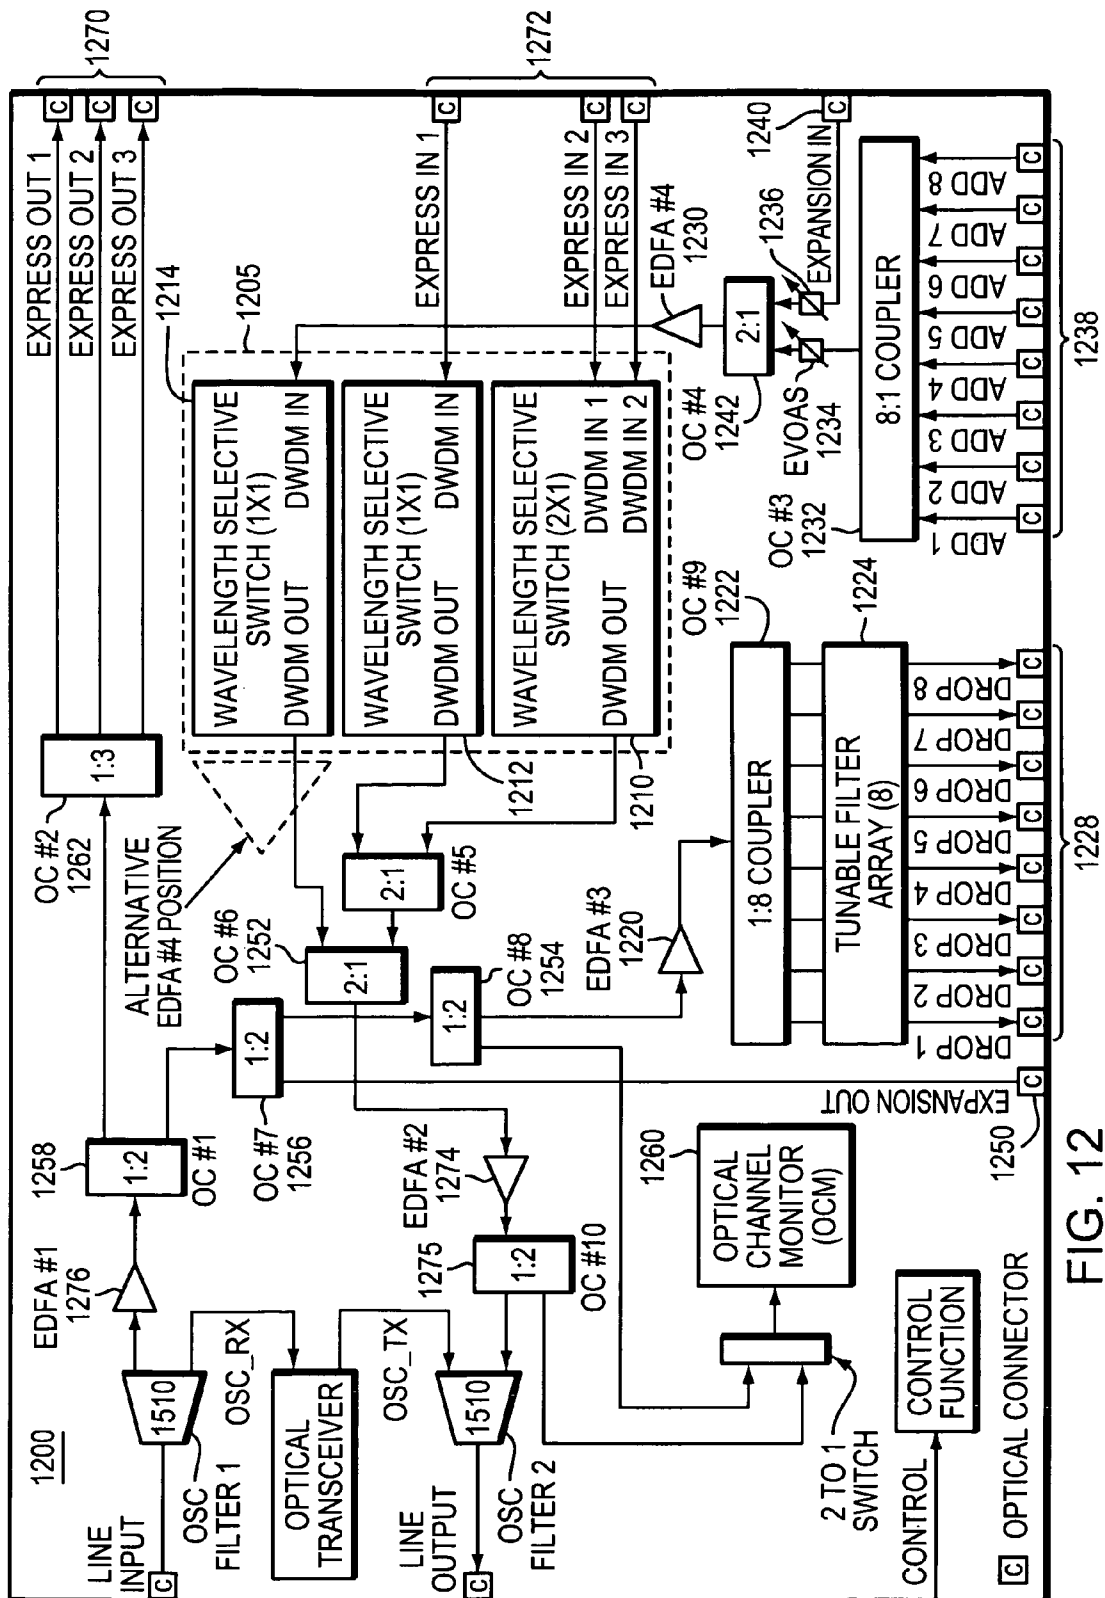 1200
LINE
INPUT
C
1510
OSC
FILTER 1
EDFA #1
1276
OSC_RX
OPTICAL
TRANSCEIVER
OSC_TX
LINE
OUTPUT
C
1510
OSC
FILTER 2
1258
1:2
OC #1
OC #7
1256
1:2
OC #2
1262
1:3
EXPRESS OUT 1
EXPRESS OUT 2
EXPRESS OUT 3
C
C
C
1270
ALTERNATIVE
EDFA #4 POSITION
1214
1205
WAVELENGTH SELECTIVE
SWITCH (1X1)
DWDM OUT
DWDM IN
WAVELENGTH SELECTIVE
SWITCH (1X1)
DWDM OUT
DWDM IN
WAVELENGTH SELECTIVE
SWITCH (2X1)
DWDM IN 1
DWDM OUT
DWDM IN 2
1212
1210
EXPRESS IN 1
EXPRESS IN 2
EXPRESS IN 3
C
C
C
1272
OC #6
1252
2:1
2:1
OC #5
1:2
OC #8
1254
EDFA #2
1274
1275
1:2
OC #10
EDFA #3
1220
EDFA #4
1230
OC #4
1242
2:1
1236
EVOAS
1234
EXPANSION IN
C
1240
OC #3
1232
8:1 COUPLER
ADD 1
ADD 2
ADD 3
ADD 4
ADD 5
ADD 6
ADD 7
ADD 8
C
C
C
C
C
C
C
C
1238
OC #9
1222
1:8 COUPLER
1224
TUNABLE FILTER
ARRAY (8)
DROP 1
DROP 2
DROP 3
DROP 4
DROP 5
DROP 6
DROP 7
DROP 8
C
C
C
C
C
C
C
C
1228
EXPANSION OUT
C
1250
1260
OPTICAL
CHANNEL
MONITOR
(OCM)
2 TO 1
SWITCH
CONTROL
CONTROL
FUNCTION
C OPTICAL CONNECTOR
FIG. 12